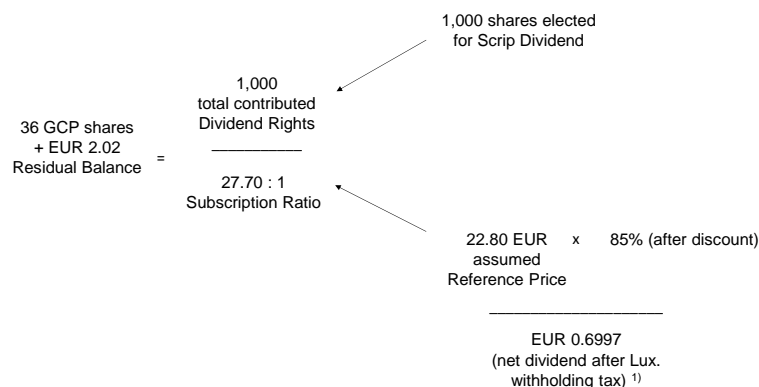 1,000 shares elected
for Scrip Dividend
1,000
total contributed
Dividend Rights
36 GCP shares
+ EUR 2.02
Residual Balance
=
27.70 : 1
Subscription Ratio
22.80 EUR x 85% (after discount)
assumed
Reference Price
EUR 0.6997
(net dividend after Lux.
withholding tax) 1)